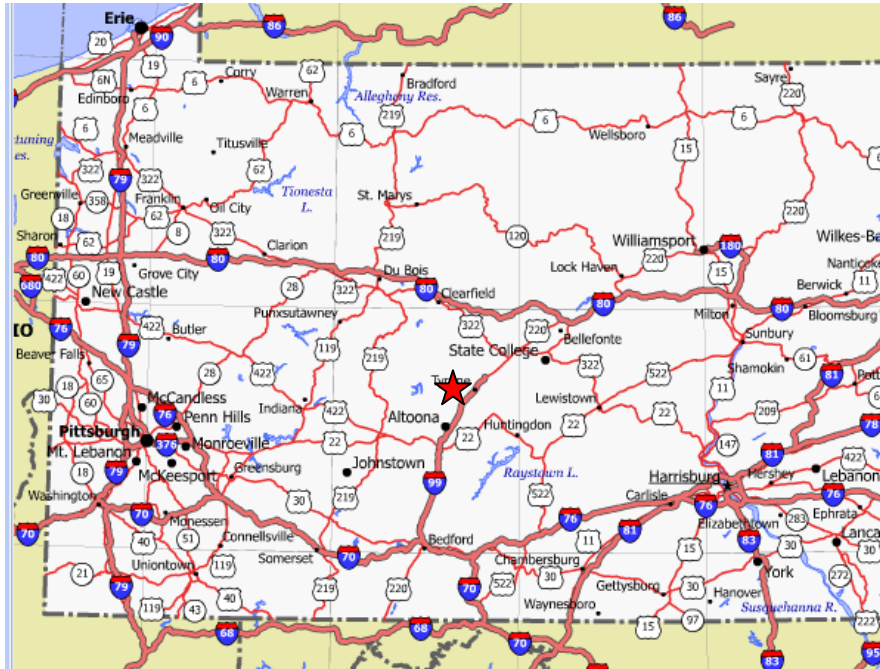 Erie
86
86
90
20
19
6N
Edinboro
6
Corry
6
62
Warren
Bradford
Allegheny Res.
219
Sayre
220
6
Wellsboro
6
6
6
Meadville
Titusville
6
15
322
79
322
62
Greenville
358
Franklin
Oil City
Tionesta
L.
St. Marys
18
62
8
322
219
120
220
Sharon
62
Clarion
Williamsport
180
80
80
Du Bois
Lock Haven
220
15
Nanticoke
422
60
19
Grove City
28
322
80
Clearfield
80
Berwick
11
680
New Castle
Punxsutawney
Milton
80
Bloomsburg
76
422
Butler
119
322
220
Bellefonte
Sunbury
IO
79
219
State College
322
Beaver Falls
28
422
522
Shamokin
61
81
18
65
30
60
McCandless
Indiana
422
Lewistown
11
76
Penn Hills
Altoona
22
209
Pittsburgh
376
Monroeville
22
22
Huntingdon
22
147
78
Mt. Lebanon
81
18
79
McKeesport
Greensburg
Johnstown
Raystown L.
Harrisburg
Hershey
422
Lebanon
Washington
99
30
219
522
Carlisle
76
76
70
70
Monessen
76
81
Elizabethtown
283
Ephrata
40
51
Connellsville
Bedford
11
83
30
30
119
Somerset
70
Chambersburg
15
York
272
21
Uniontown
30
Gettysburg
30
79
219
220
70
522
Hanover
119
43
40
Waynesboro
Susquehanna R.
15
97
222
68
68
70
81
83
95